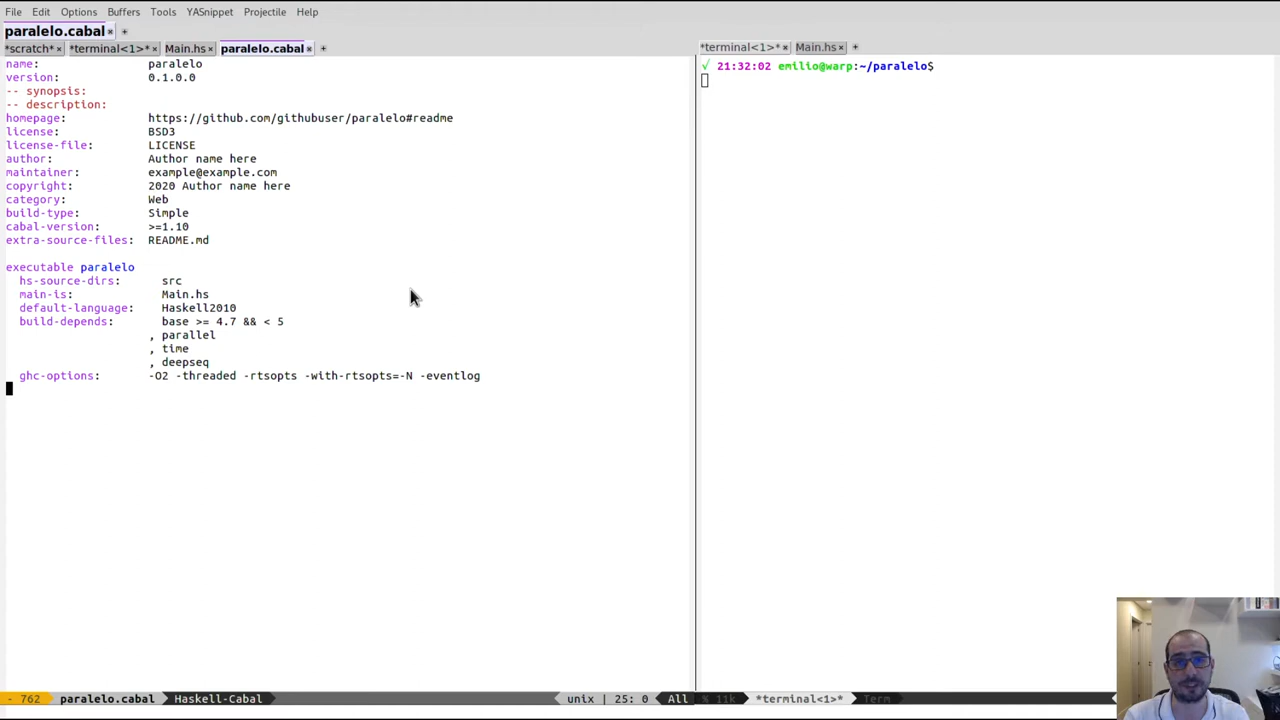 File Edit Options Buffers Tools YASnippet Projectile Help
paralelo.cabal × +
*scratch* × *terminal<1>* × Main.hs × paralelo.cabal × +
name: paralelo
version: 0.1.0.0
-- synopsis:
-- description:
homepage: https://github.com/githubuser/paralelo#readme
license: BSD3
license-file: LICENSE
author: Author name here
maintainer: example@example.com
copyright: 2020 Author name here
category: Web
build-type: Simple
cabal-version: >=1.10
extra-source-files: README.md
executable paralelo
hs-source-dirs: src
main-is: Main.hs
default-language: Haskell2010
build-depends: base >= 4.7 && < 5
, parallel
, time
, deepseq
ghc-options: -O2 -threaded -rtsopts -with-rtsopts=-N -eventlog
- 762 paralelo.cabal Haskell-Cabal unix | 25: 0 All
*terminal<1>* × Main.hs × +
√ 21:32:02 emilio@warp:~/paralelo$
% 11k *terminal<1>* Term